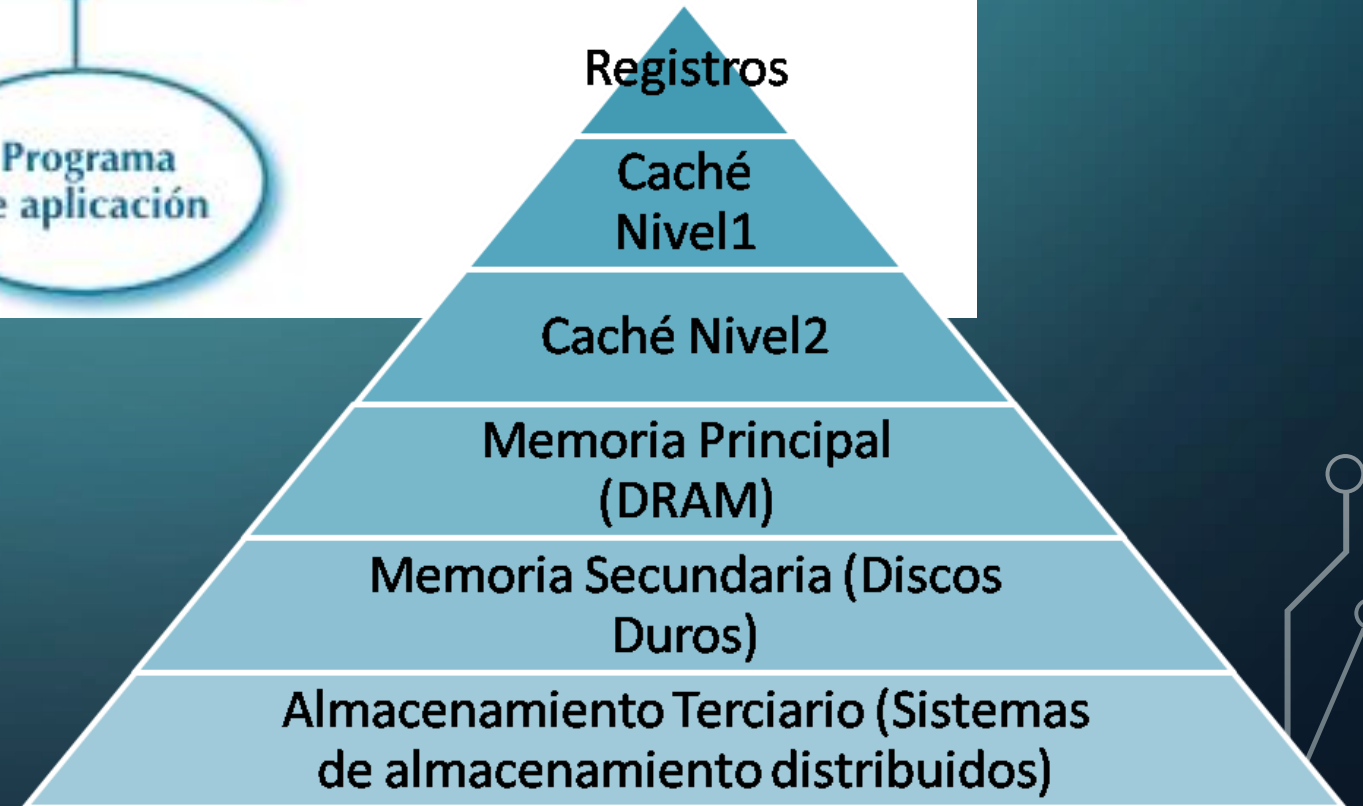 Programa
e aplicación
Registros
Caché
Nivel1
Caché Nivel2
Memoria Principal
(DRAM)
Memoria Secundaria (Discos
Duros)
Almacenamiento Terciario (Sistemas
de almacenamiento distribuidos)